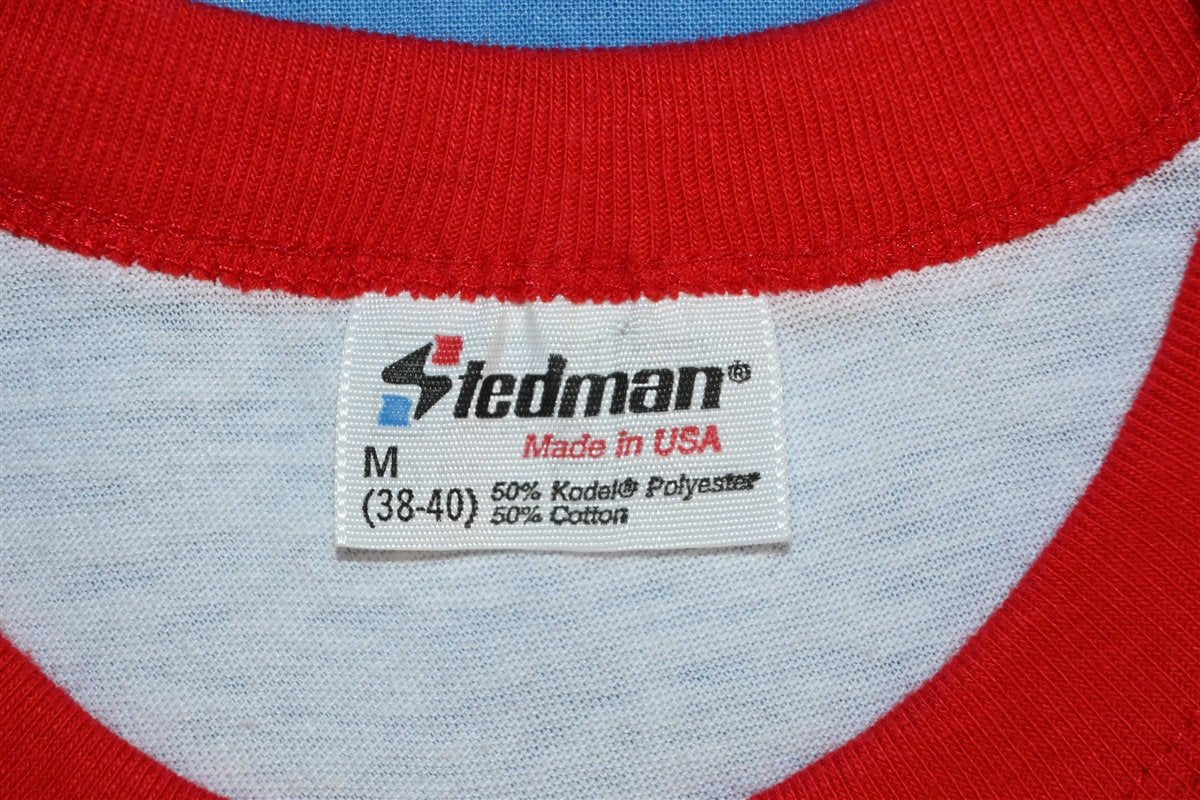 Stedman®
Made in USA
M
(38-40)
50% Kodel® Polyester
50% Cotton